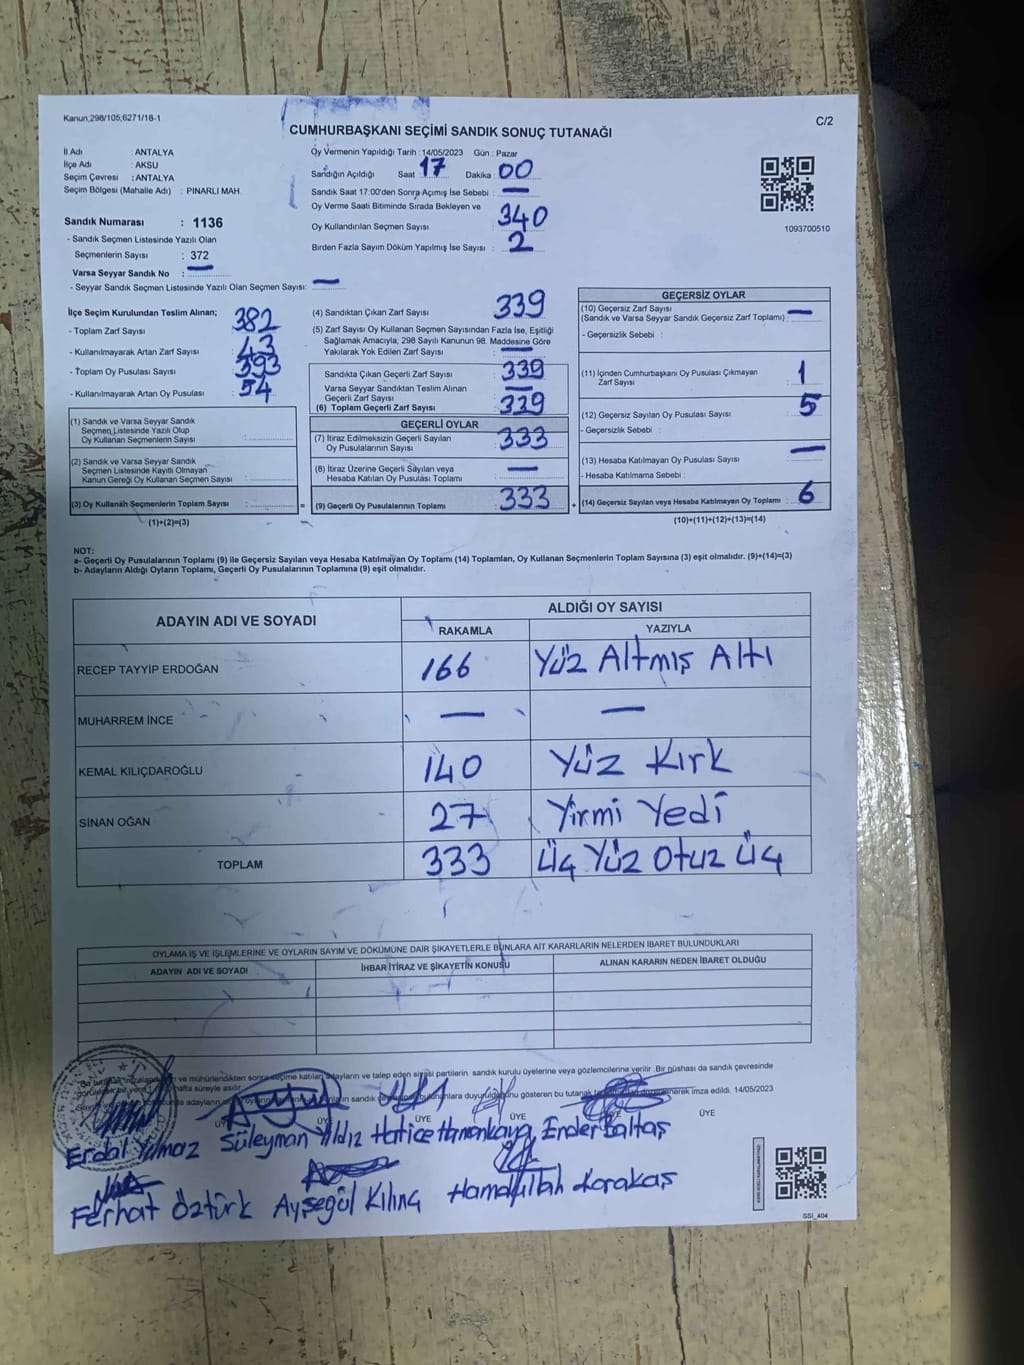 Kanun,298/105,6271/18-1
C/2
CUMHURBAŞKANI SEÇİMİ SANDIK SONUÇ TUTANAĞI
İl Adı : ANTALYA
İlçe Adı : AKSU
Seçim Çevresi : ANTALYA
Seçim Bölgesi (Mahalle Adı) : PINARLI MAH.
Sandık Numarası : 1136
- Sandık Seçmen Listesinde Yazılı Olan
Seçmenlerin Sayısı : 372
Varsa Seyyar Sandık No : —
- Seyyar Sandık Seçmen Listesinde Yazılı Olan Seçmen Sayısı: —
Oy Vermenin Yapıldığı Tarih : 14/05/2023 Gün : Pazar
Sandığın Açıldığı Saat : 17 Dakika : 00
Sandık Saat 17:00'den Sonra Açımış İse Sebebi : —
Oy Verme Saati Bitiminde Sırada Bekleyen ve
Oy Kullandırılan Seçmen Sayısı : 340
Birden Fazla Sayım Döküm Yapılmış İse Sayısı : 2
1093700510
İlçe Seçim Kurulundan Teslim Alınan;
- Toplam Zarf Sayısı : 382
- Kullanılmayarak Artan Zarf Sayısı : 43
- Toplam Oy Pusulası Sayısı : 393
- Kullanılmayarak Artan Oy Pusulası : 54
(1) Sandık ve Varsa Seyyar Sandık
Seçmen Listesinde Yazılı Olup
Oy Kullanan Seçmenlerin Sayısı :
(2) Sandık ve Varsa Seyyar Sandık
Seçmen Listesinde Kayıtlı Olmayan
Kanun Gereği Oy Kullanan Seçmen Sayısı :
(3) Oy Kullanan Seçmenlerin Toplam Sayısı : =
(1)+(2)=(3)
(4) Sandıktan Çıkan Zarf Sayısı : 339
(5) Zarf Sayısı Oy Kullanan Seçmen Sayısından Fazla İse, Eşitliği
Sağlamak Amacıyla, 298 Sayılı Kanunun 98. Maddesine Göre
Yakılarak Yok Edilen Zarf Sayısı : —
Sandıkta Çıkan Geçerli Zarf Sayısı : 339
Varsa Seyyar Sandıktan Teslim Alınan
Geçerli Zarf Sayısı : —
(6) Toplam Geçerli Zarf Sayısı : 339
GEÇERLİ OYLAR
(7) İtiraz Edilmeksizin Geçerli Sayılan
Oy Pusulalarının Sayısı : 333
(8) İtiraz Üzerine Geçerli Sayılan veya
Hesaba Katılan Oy Pusulası Toplamı : —
(9) Geçerli Oy Pusualarının Toplamı : 333 +
GEÇERSİZ OYLAR
(10) Geçersiz Zarf Sayısı
(Sandık ve Varsa Seyyar Sandık Geçersiz Zarf Toplamı) : —
- Geçersizlik Sebebi :
(11) İçinden Cumhurbaşkanı Oy Pusulası Çıkmayan
Zarf Sayısı : 1
(12) Geçersiz Sayılan Oy Pusulası Sayısı : 5
- Geçersizlik Sebebi :
(13) Hesaba Katılmayan Oy Pusulası Sayısı : —
- Hesaba Katılmama Sebebi :
(14) Geçersiz Sayılan veya Hesaba Katılmayan Oy Toplamı : 6
(10)+(11)+(12)+(13)=(14)
NOT:
a- Geçerli Oy Pusulalarının Toplamı (9) ile Geçersiz Sayılan veya Hesaba Katılmayan Oy Toplamı (14) Toplamları, Oy Kullanan Seçmenlerin Toplam Sayısına (3) eşit olmalıdır. (9)+(14)=(3)
b- Adayların Aldığı Oyların Toplamı, Geçerli Oy Pusulalarının Toplamına (9) eşit olmalıdır.
ADAYIN ADI VE SOYADI ALDIĞI OY SAYISI
RAKAMLA YAZIYLA
RECEP TAYYİP ERDOĞAN 166 Yüz Altmış Altı
MUHARREM İNCE — —
KEMAL KILIÇDAROĞLU 140 Yüz Kırk
SİNAN OĞAN 27 Yirmi Yedi
TOPLAM 333 Üç Yüz Otuz Üç
OYLAMA İŞ VE İŞLEMLERİNE VE OYLARIN SAYIM VE DÖKÜMÜNE DAİR ŞİKAYETLERLE BUNLARA AİT KARARLARIN NELERDEN İBARET BULUNDUKLARI
ADAYIN ADI VE SOYADI İHBAR İTİRAZ VE ŞİKAYETİN KONUSU ALINAN KARARIN NEDEN İBARET OLDUĞU
ve mühürlendikten sonra seçime katılan adayların ve talep eden siyasi partilerin sandık kurulu üyelerine veya gözlemcilerine verilir. Bir nüshası da sandık çevresinde
hafta süreyle asılır.
adayların sandık duyurulduğunu gösteren bu tutanak imza edildi. 14/05/2023
ÜYE ÜYE ÜYE ÜYE
Erdal Yılmaz Süleyman Yıldız Hatice Ender Baltaş
Ferhat Öztürk Ayşegül Kılınç Hamdullah Karakaş
SSİ_404